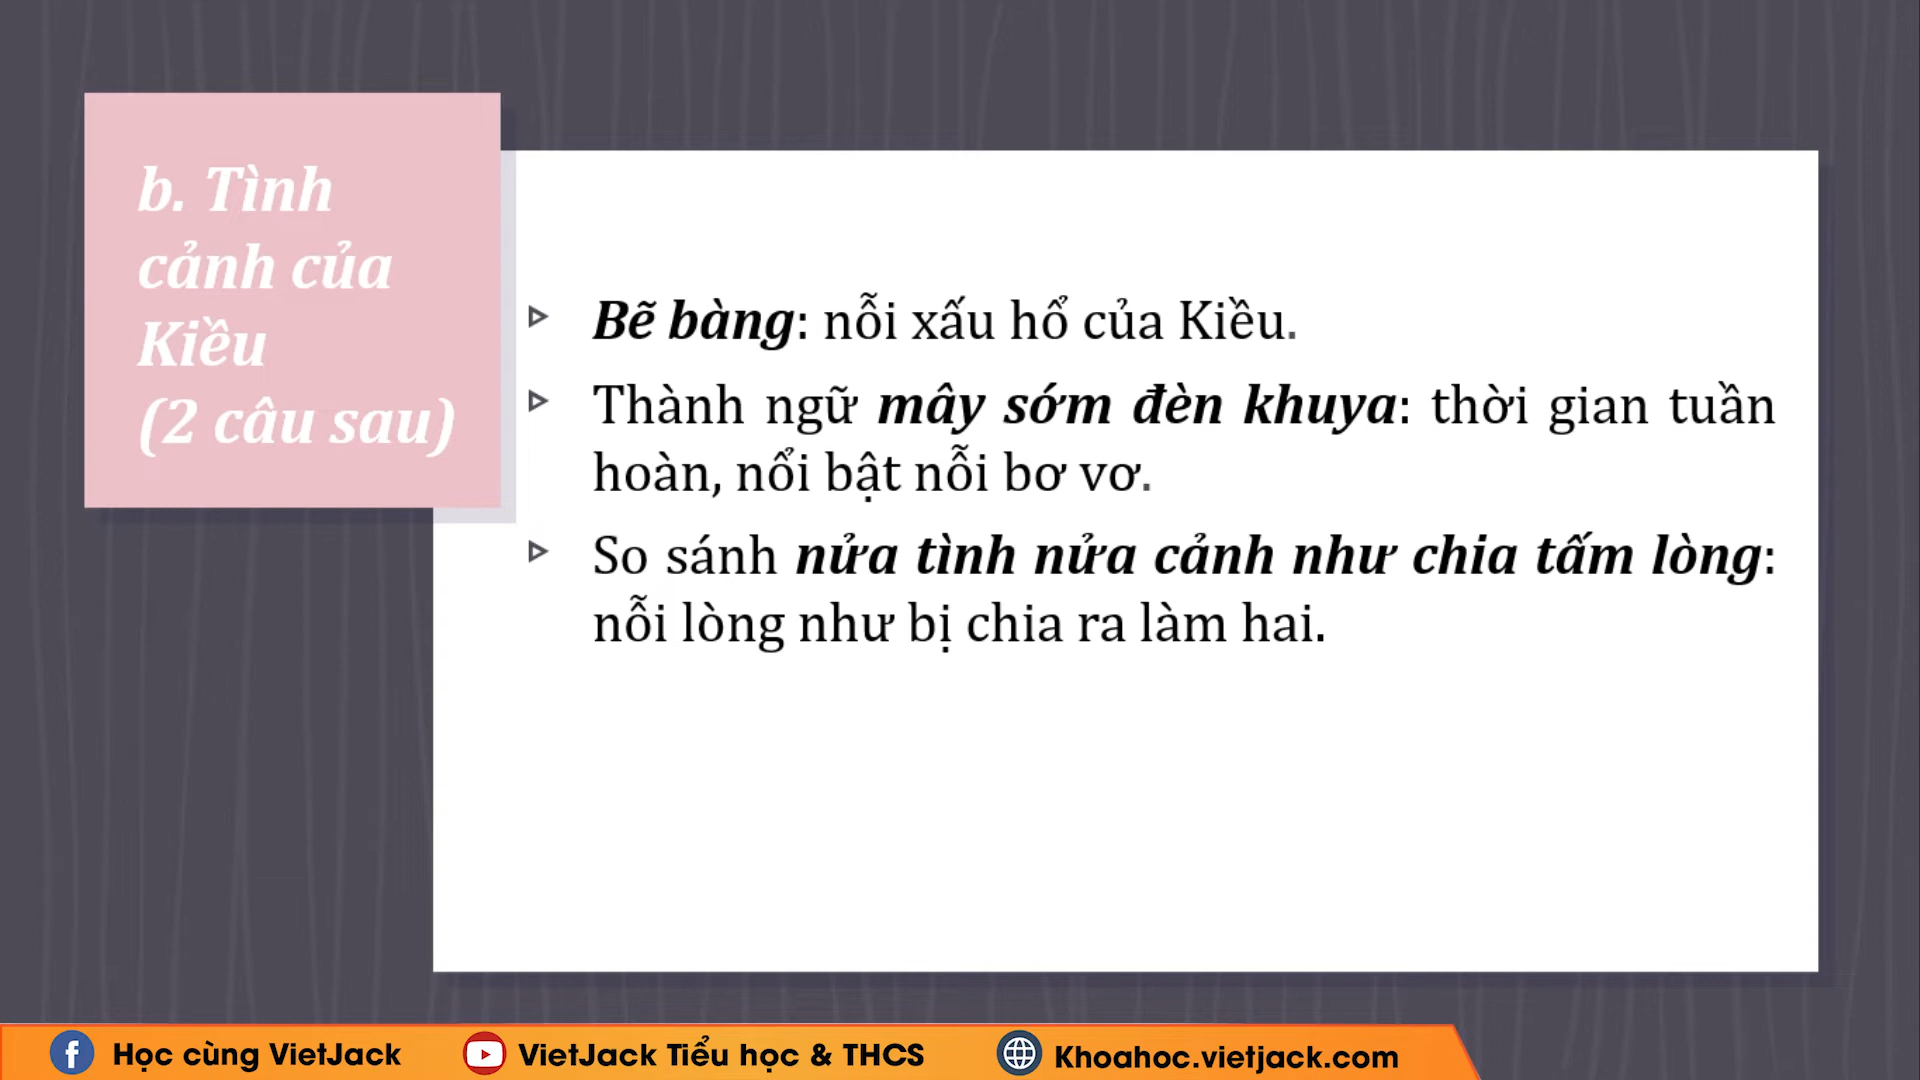 b. Tình
cảnh của
Kiều
(2 câu sau)
Bẽ bàng: nỗi xấu hổ của Kiều.
Thành ngữ mây sớm đèn khuya: thời gian tuần
hoàn, nổi bật nỗi bơ vơ.
So sánh nửa tình nửa cảnh như chia tấm lòng:
nỗi lòng như bị chia ra làm hai.
Học cùng VietJack
VietJack Tiểu học & THCS
Khoahoc.vietjack.com